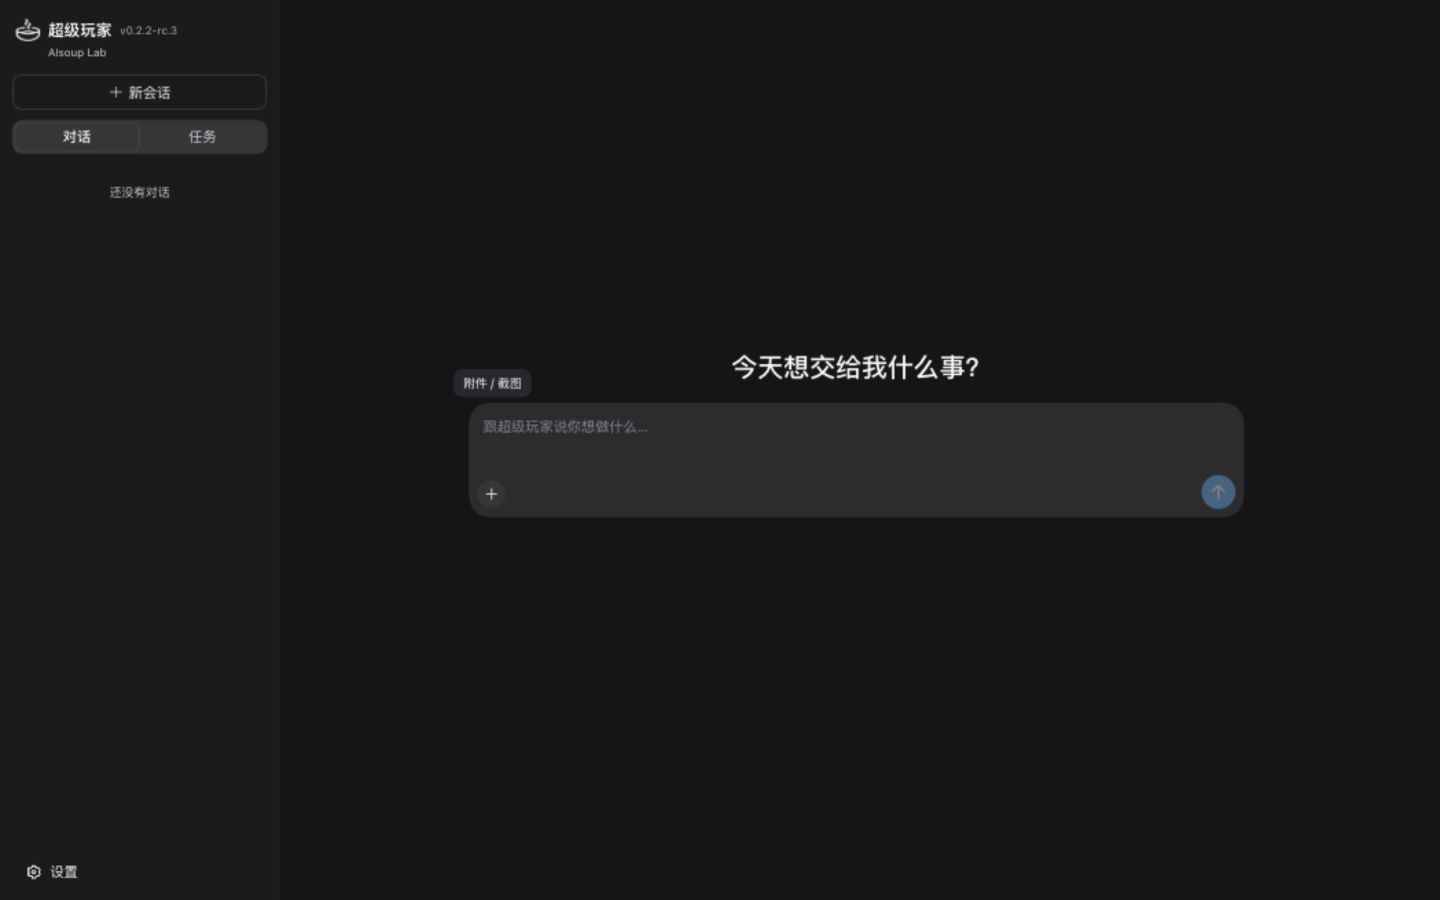 超级玩家 v0.2.2-rc.3
AIsoup Lab
新会话
对话 任务
还没有对话
今天想交给我什么事?
附件 / 截图
跟超级玩家说你想做什么...
设置